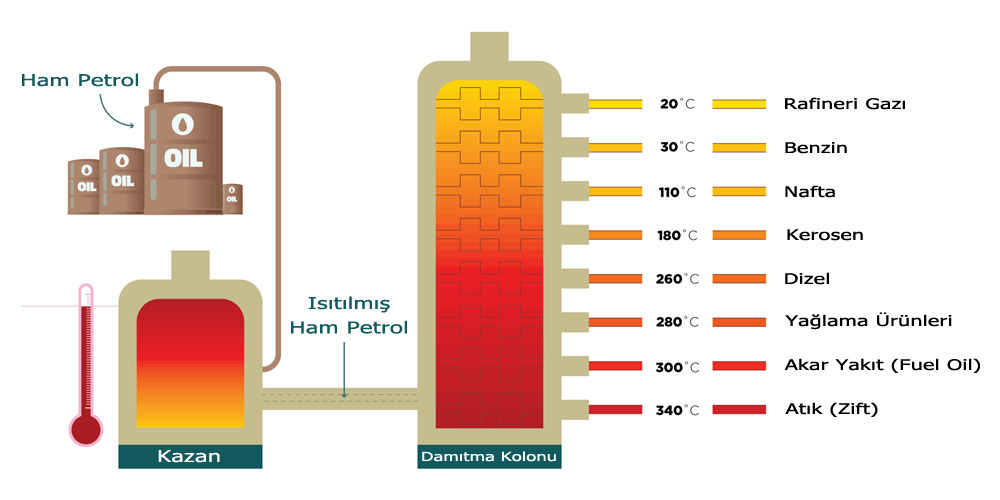 Ham Petrol
OIL
OIL
OIL
OIL
Isıtılmış
Ham Petrol
Kazan
Damıtma Kolonu
20°C Rafineri Gazı
30°C Benzin
110°C Nafta
180°C Kerosen
260°C Dizel
280°C Yağlama Ürünleri
300°C Akar Yakıt (Fuel Oil)
340°C Atık (Zift)